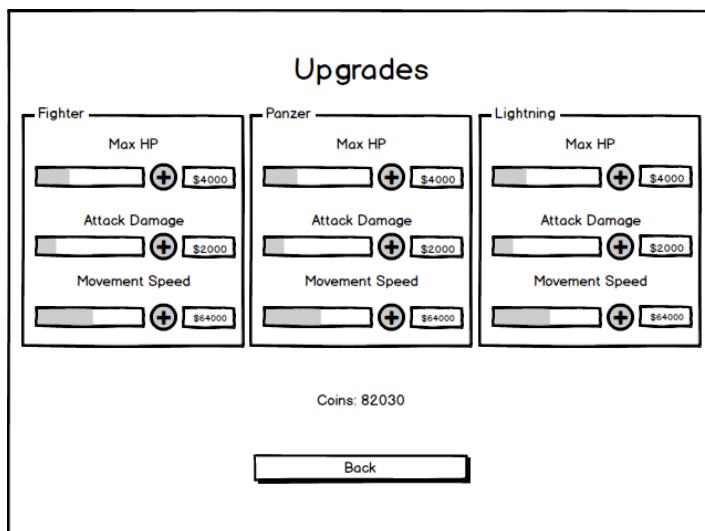 Upgrades
Fighter
Max HP
$4000
Attack Damage
$2000
Movement Speed
$64000
Panzer
Max HP
$4000
Attack Damage
$2000
Movement Speed
$64000
Lightning
Max HP
$4000
Attack Damage
$2000
Movement Speed
$64000
Coins: 82030
Back